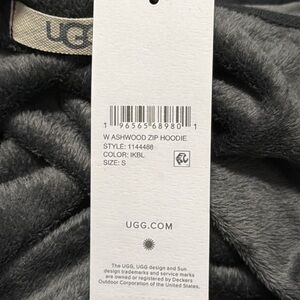 UGG
1 96565 68980 1
W ASHWOOD ZIP HOODIE
STYLE: 1144488
COLOR: IKBL
SIZE: S
UGG.COM
The UGG, UGG design and Sun
design trademarks and service marks
are owned or registered by Deckers
Outdoor Corporation of the United States.